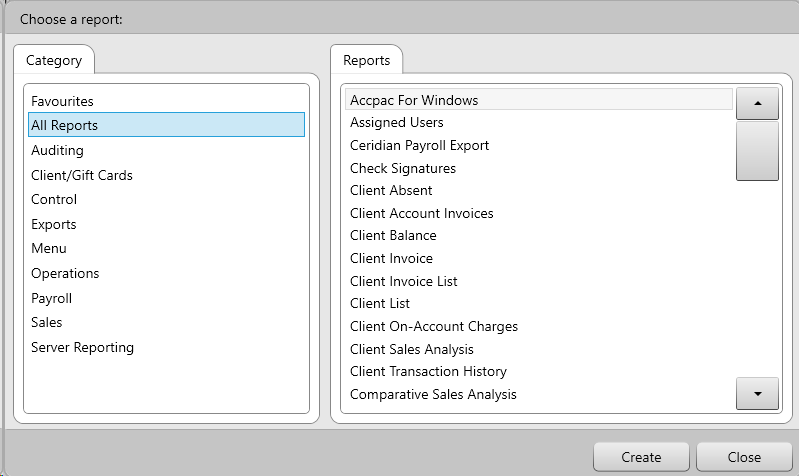 Choose a report:
Category
Favourites
All Reports
Auditing
Client/Gift Cards
Control
Exports
Menu
Operations
Payroll
Sales
Server Reporting
Reports
Accpac For Windows
Assigned Users
Ceridian Payroll Export
Check Signatures
Client Absent
Client Account Invoices
Client Balance
Client Invoice
Client Invoice List
Client List
Client On-Account Charges
Client Sales Analysis
Client Transaction History
Comparative Sales Analysis
Create
Close